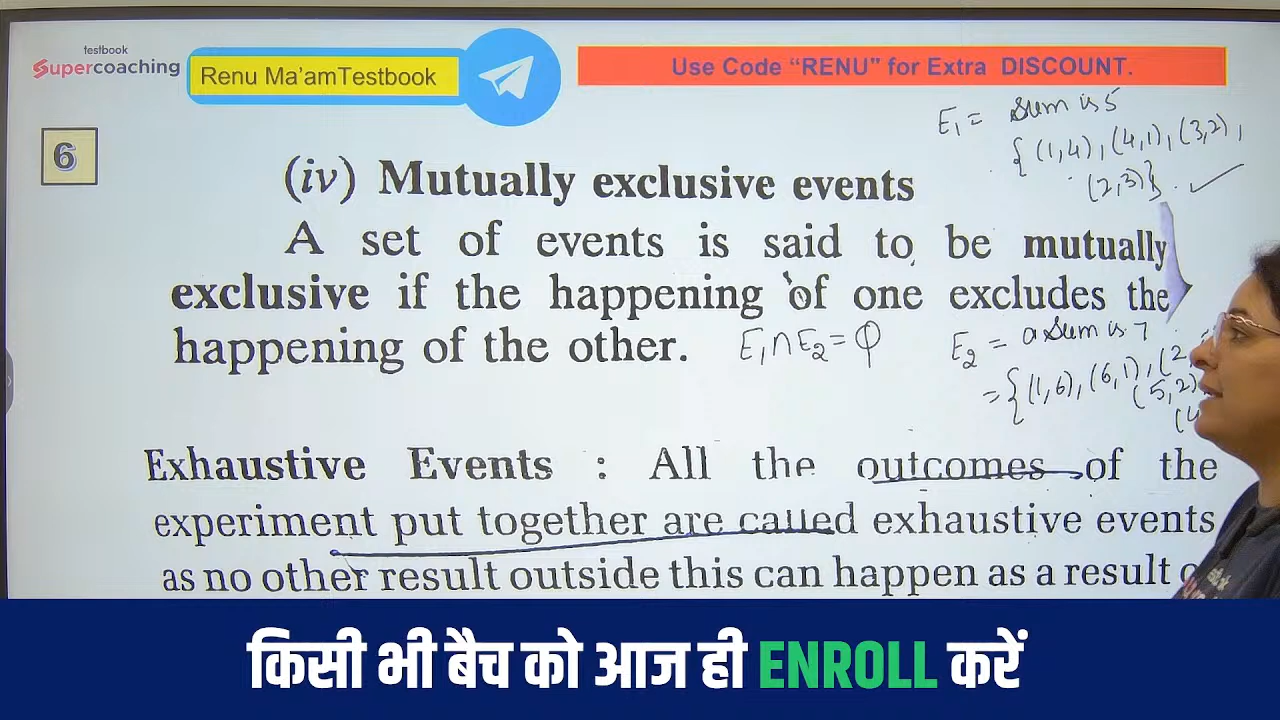 testbook
Supercoaching
Renu Ma'amTestbook
Use Code “RENU" for Extra DISCOUNT.
6
E₁ = Sum is 5
{ (1,4), (4,1), (3,2),
(2,3)}.
(iv) Mutually exclusive events
A set of events is said to be mutually
exclusive if the happening of one excludes the
happening of the other.
E₁∩E₂ = φ
E₂ = a sum is 7
= { (1,6), (6,1), (2,
(5,2)
(4
Exhaustive Events : All the outcomes of the
experiment put together are called exhaustive events
as no other result outside this can happen as a result
किसी भी बैच को आज ही ENROLL करें